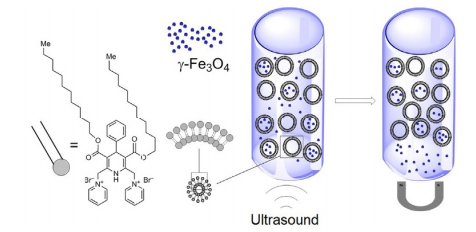 Me
Me
γ-Fe3O4
O
O
O
O
=
Br-
N
H
Br-
N+
N+
Ultrasound